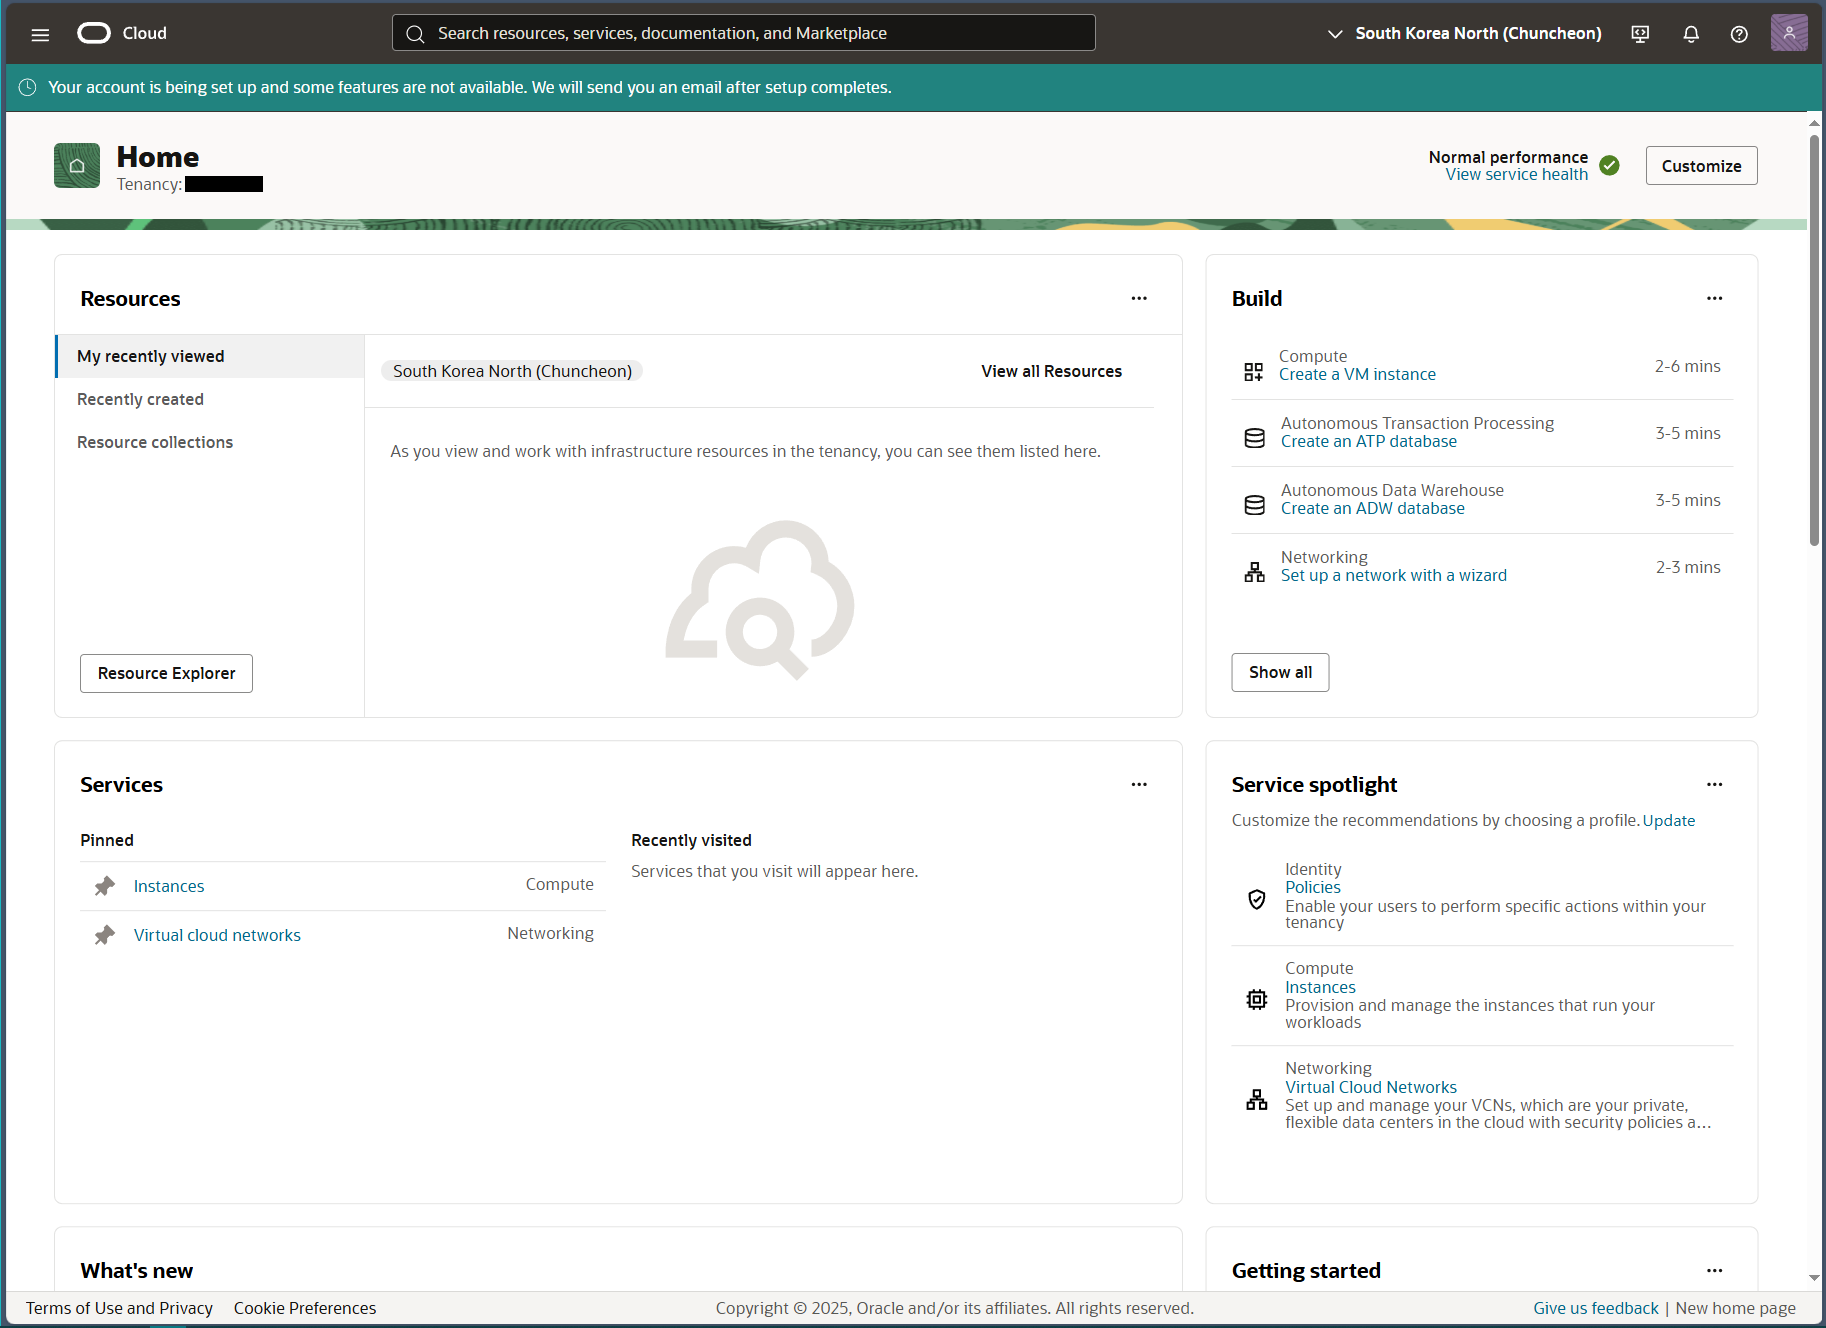 Cloud
Search resources, services, documentation, and Marketplace
South Korea North (Chuncheon)
Your account is being set up and some features are not available. We will send you an email after setup completes.
Home
Tenancy:
Normal performance
View service health
Customize
Resources
My recently viewed
Recently created
Resource collections
Resource Explorer
South Korea North (Chuncheon)
View all Resources
As you view and work with infrastructure resources in the tenancy, you can see them listed here.
Build
Compute
Create a VM instance
2-6 mins
Autonomous Transaction Processing
Create an ATP database
3-5 mins
Autonomous Data Warehouse
Create an ADW database
3-5 mins
Networking
Set up a network with a wizard
2-3 mins
Show all
Services
Pinned
Instances
Compute
Virtual cloud networks
Networking
Recently visited
Services that you visit will appear here.
Service spotlight
Customize the recommendations by choosing a profile. Update
Identity
Policies
Enable your users to perform specific actions within your
tenancy
Compute
Instances
Provision and manage the instances that run your
workloads
Networking
Virtual Cloud Networks
Set up and manage your VCNs, which are your private,
flexible data centers in the cloud with security policies a...
What's new
Getting started
Terms of Use and Privacy
Cookie Preferences
Copyright © 2025, Oracle and/or its affiliates. All rights reserved.
Give us feedback | New home page